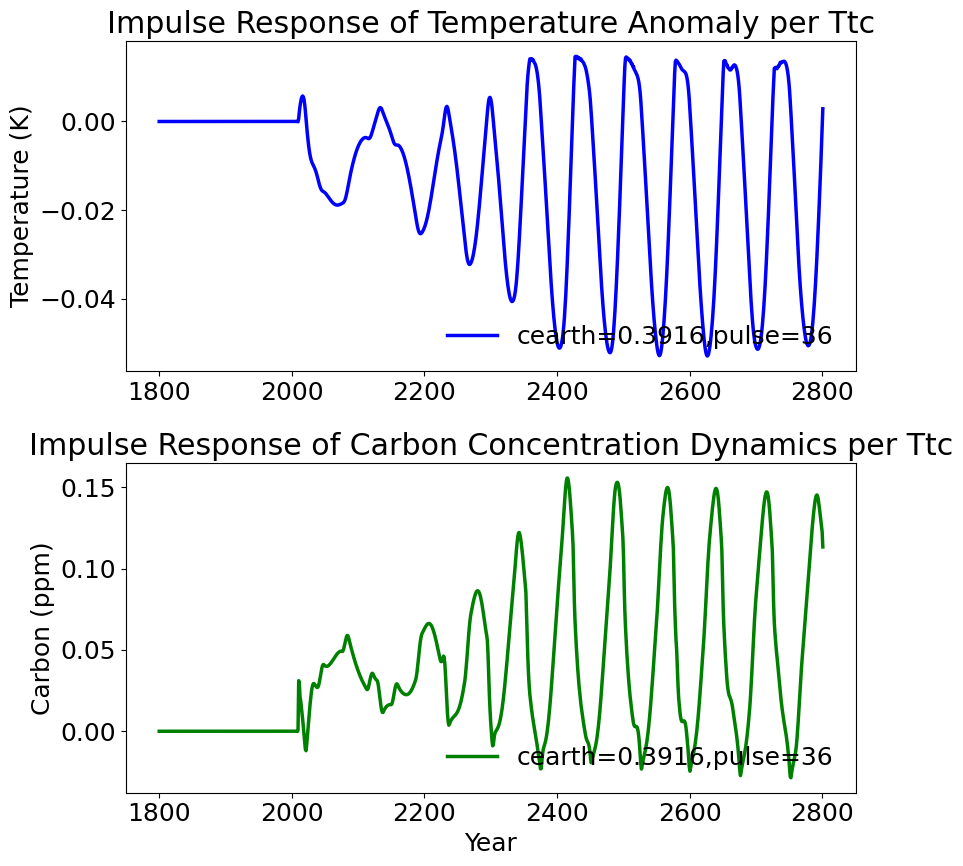 Impulse Response of Temperature Anomaly per Ttc
Temperature (K)
0.00
−0.02
−0.04
cearth=0.3916,pulse=36
1800 2000 2200 2400 2600 2800
Impulse Response of Carbon Concentration Dynamics per Ttc
Carbon (ppm)
0.15
0.10
0.05
0.00
cearth=0.3916,pulse=36
1800 2000 2200 2400 2600 2800
Year